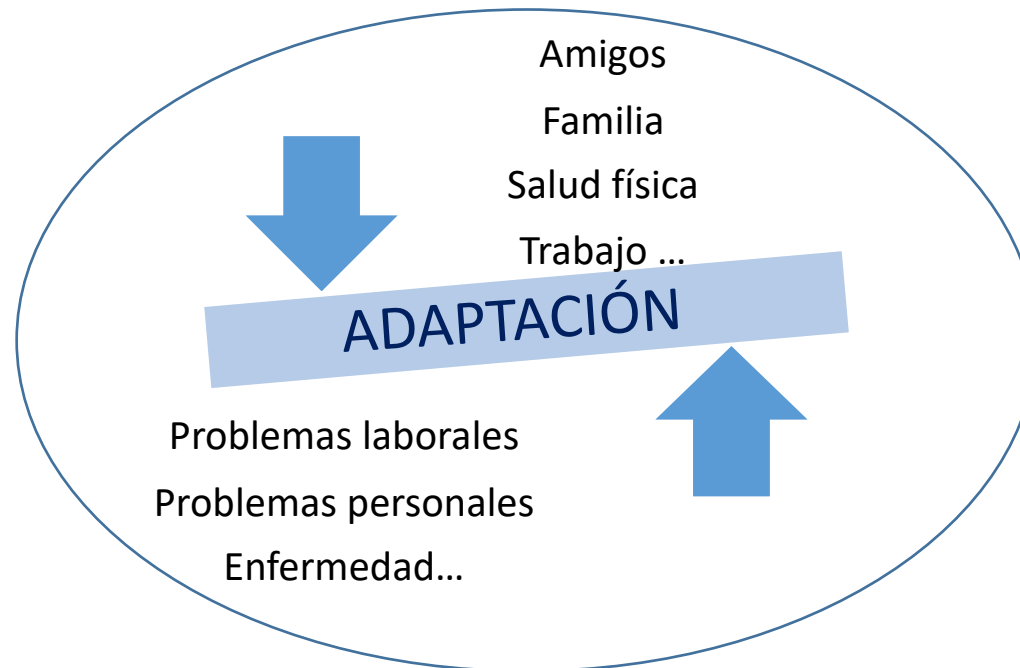 Amigos
Familia
Salud física
Trabajo ...
ADAPTACIÓN
Problemas laborales
Problemas personales
Enfermedad...